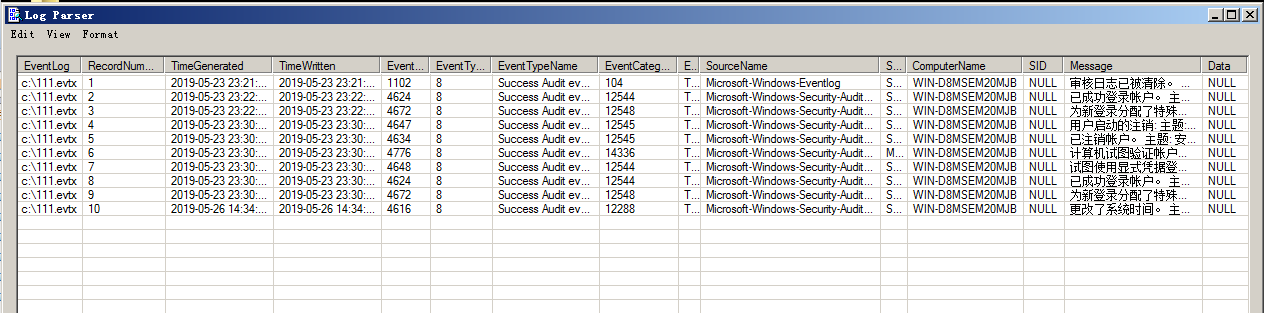 Log Parser
Edit View Format
EventLog RecordNum... TimeGenerated TimeWritten Event... EventTy... EventTypeName EventCateg... E... SourceName S... ComputerName SID Message Data
c:\111.evtx 1 2019-05-23 23:21:... 2019-05-23 23:21:... 1102 8 Success Audit ev... 104 T... Microsoft-Windows-Eventlog S... WIN-D8MSEM20MJB NULL 审核日志已被清除。 ... NULL
c:\111.evtx 2 2019-05-23 23:22:... 2019-05-23 23:22:... 4624 8 Success Audit ev... 12544 T... Microsoft-Windows-Security-Audit... S... WIN-D8MSEM20MJB NULL 已成功登录帐户。 主... NULL
c:\111.evtx 3 2019-05-23 23:22:... 2019-05-23 23:22:... 4672 8 Success Audit ev... 12548 T... Microsoft-Windows-Security-Audit... S... WIN-D8MSEM20MJB NULL 为新登录分配了特殊... NULL
c:\111.evtx 4 2019-05-23 23:30:... 2019-05-23 23:30:... 4647 8 Success Audit ev... 12545 T... Microsoft-Windows-Security-Audit... S... WIN-D8MSEM20MJB NULL 用户启动的注销: 主题:... NULL
c:\111.evtx 5 2019-05-23 23:30:... 2019-05-23 23:30:... 4634 8 Success Audit ev... 12545 T... Microsoft-Windows-Security-Audit... S... WIN-D8MSEM20MJB NULL 已注销帐户。 主题: 安... NULL
c:\111.evtx 6 2019-05-23 23:30:... 2019-05-23 23:30:... 4776 8 Success Audit ev... 14336 T... Microsoft-Windows-Security-Audit... M... WIN-D8MSEM20MJB NULL 计算机试图验证帐户... NULL
c:\111.evtx 7 2019-05-23 23:30:... 2019-05-23 23:30:... 4648 8 Success Audit ev... 12544 T... Microsoft-Windows-Security-Audit... S... WIN-D8MSEM20MJB NULL 试图使用显式凭据登... NULL
c:\111.evtx 8 2019-05-23 23:30:... 2019-05-23 23:30:... 4624 8 Success Audit ev... 12544 T... Microsoft-Windows-Security-Audit... S... WIN-D8MSEM20MJB NULL 已成功登录帐户。 主... NULL
c:\111.evtx 9 2019-05-23 23:30:... 2019-05-23 23:30:... 4672 8 Success Audit ev... 12548 T... Microsoft-Windows-Security-Audit... S... WIN-D8MSEM20MJB NULL 为新登录分配了特殊... NULL
c:\111.evtx 10 2019-05-26 14:34:... 2019-05-26 14:34:... 4616 8 Success Audit ev... 12288 T... Microsoft-Windows-Security-Audit... S... WIN-D8MSEM20MJB NULL 更改了系统时间。 主... NULL